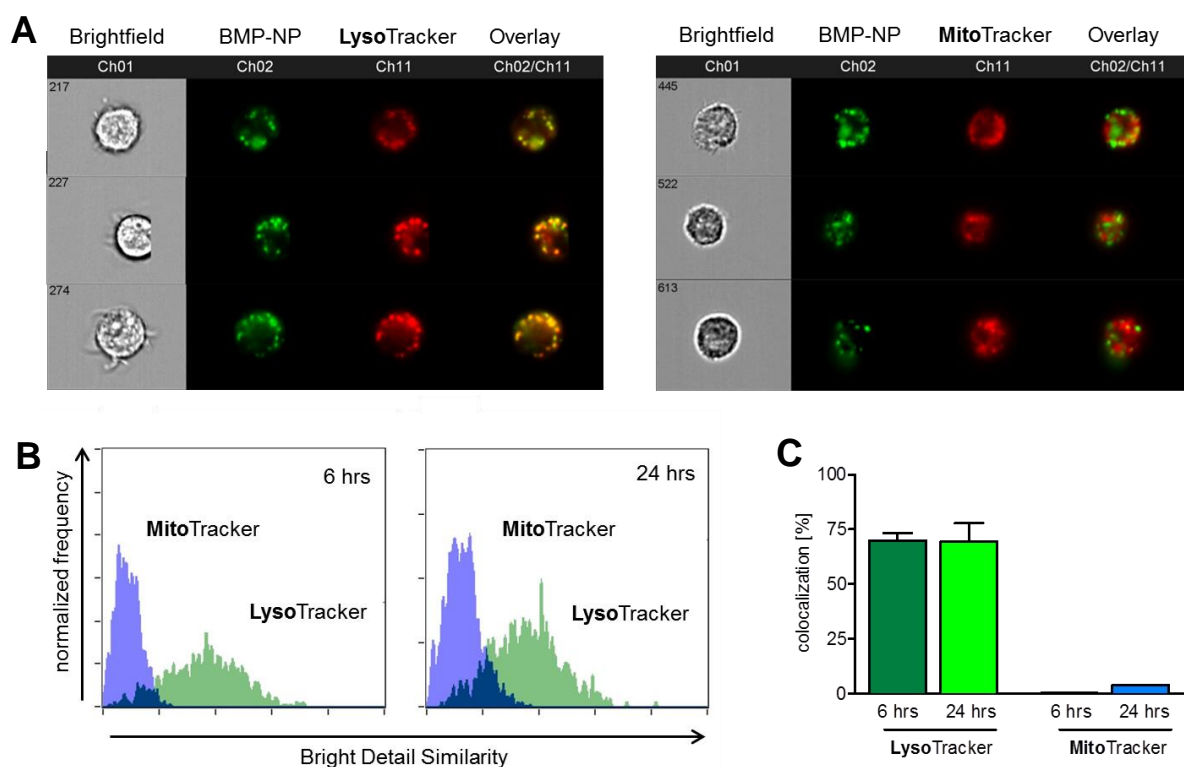 A
Brightfield BMP-NP LysoTracker Overlay
Ch01 Ch02 Ch11 Ch02/Ch11
217
227
274
Brightfield BMP-NP MitoTracker Overlay
Ch01 Ch02 Ch11 Ch02/Ch11
445
522
613
B
normalized frequency
6 hrs
MitoTracker
LysoTracker
24 hrs
MitoTracker
LysoTracker
Bright Detail Similarity
C
colocalization [%]
100
75
50
25
0
6 hrs 24 hrs 6 hrs 24 hrs
LysoTracker MitoTracker